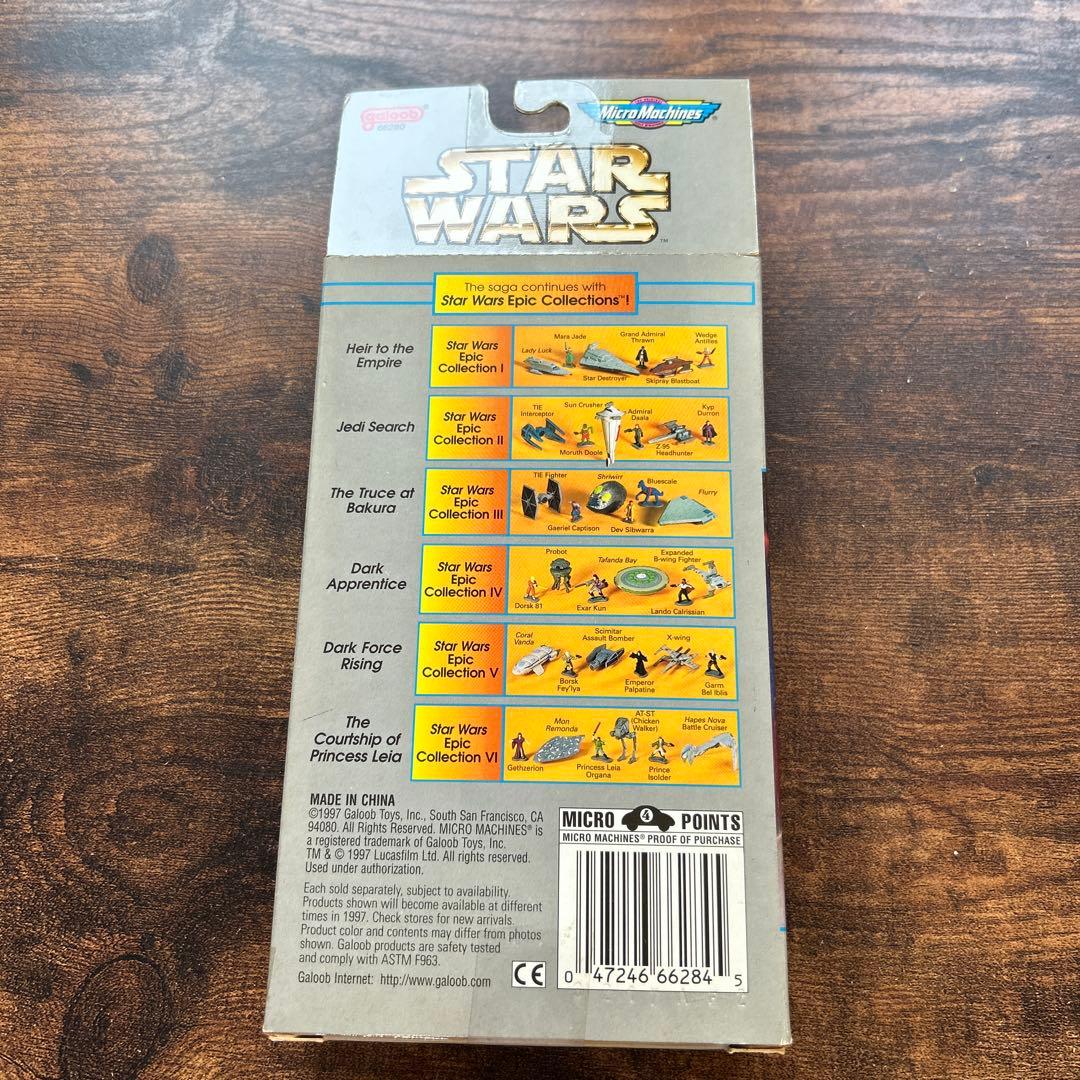 galoob®
66280
Micro Machines®
STAR
WARS™
The saga continues with
Star Wars Epic Collections™!
Heir to the
Empire
Star Wars
Epic
Collection I
Lady Luck
Mara Jade
Star Destroyer
Grand Admiral
Thrawn
Skipray Blastboat
Wedge
Antilles
Jedi Search
Star Wars
Epic
Collection II
TIE
Interceptor
Moruth Doole
Sun Crusher
Admiral
Daala
Z-95
Headhunter
Kyp
Durron
The Truce at
Bakura
Star Wars
Epic
Collection III
TIE Fighter
Gaeriel Captison
Shriwirr
Dev Sibwarra
Bluescale
Flurry
Dark
Apprentice
Star Wars
Epic
Collection IV
Dorsk 81
Probot
Exar Kun
Tafanda Bay
Lando Calrissian
Expanded
B-wing Fighter
Dark Force
Rising
Star Wars
Epic
Collection V
Coral
Vanda
Borsk
Fey'lya
Scimitar
Assault Bomber
Emperor
Palpatine
X-wing
Garm
Bel Iblis
The
Courtship of
Princess Leia
Star Wars
Epic
Collection VI
Gethzerion
Mon
Remonda
Princess Leia
Organa
AT-ST
(Chicken
Walker)
Prince
Isolder
Hapes Nova
Battle Cruiser
MADE IN CHINA
©1997 Galoob Toys, Inc., South San Francisco, CA
94080. All Rights Reserved. MICRO MACHINES® is
a registered trademark of Galoob Toys, Inc.
TM & © 1997 Lucasfilm Ltd. All rights reserved.
Used under authorization.
Each sold separately, subject to availability.
Products shown will become available at different
times in 1997. Check stores for new arrivals.
Product color and contents may differ from photos
shown. Galoob products are safety tested
and comply with ASTM F963.
Galoob Internet: http://www.galoob.com
CE
MICRO 4 POINTS
MICRO MACHINES® PROOF OF PURCHASE
0 47246 66284 5